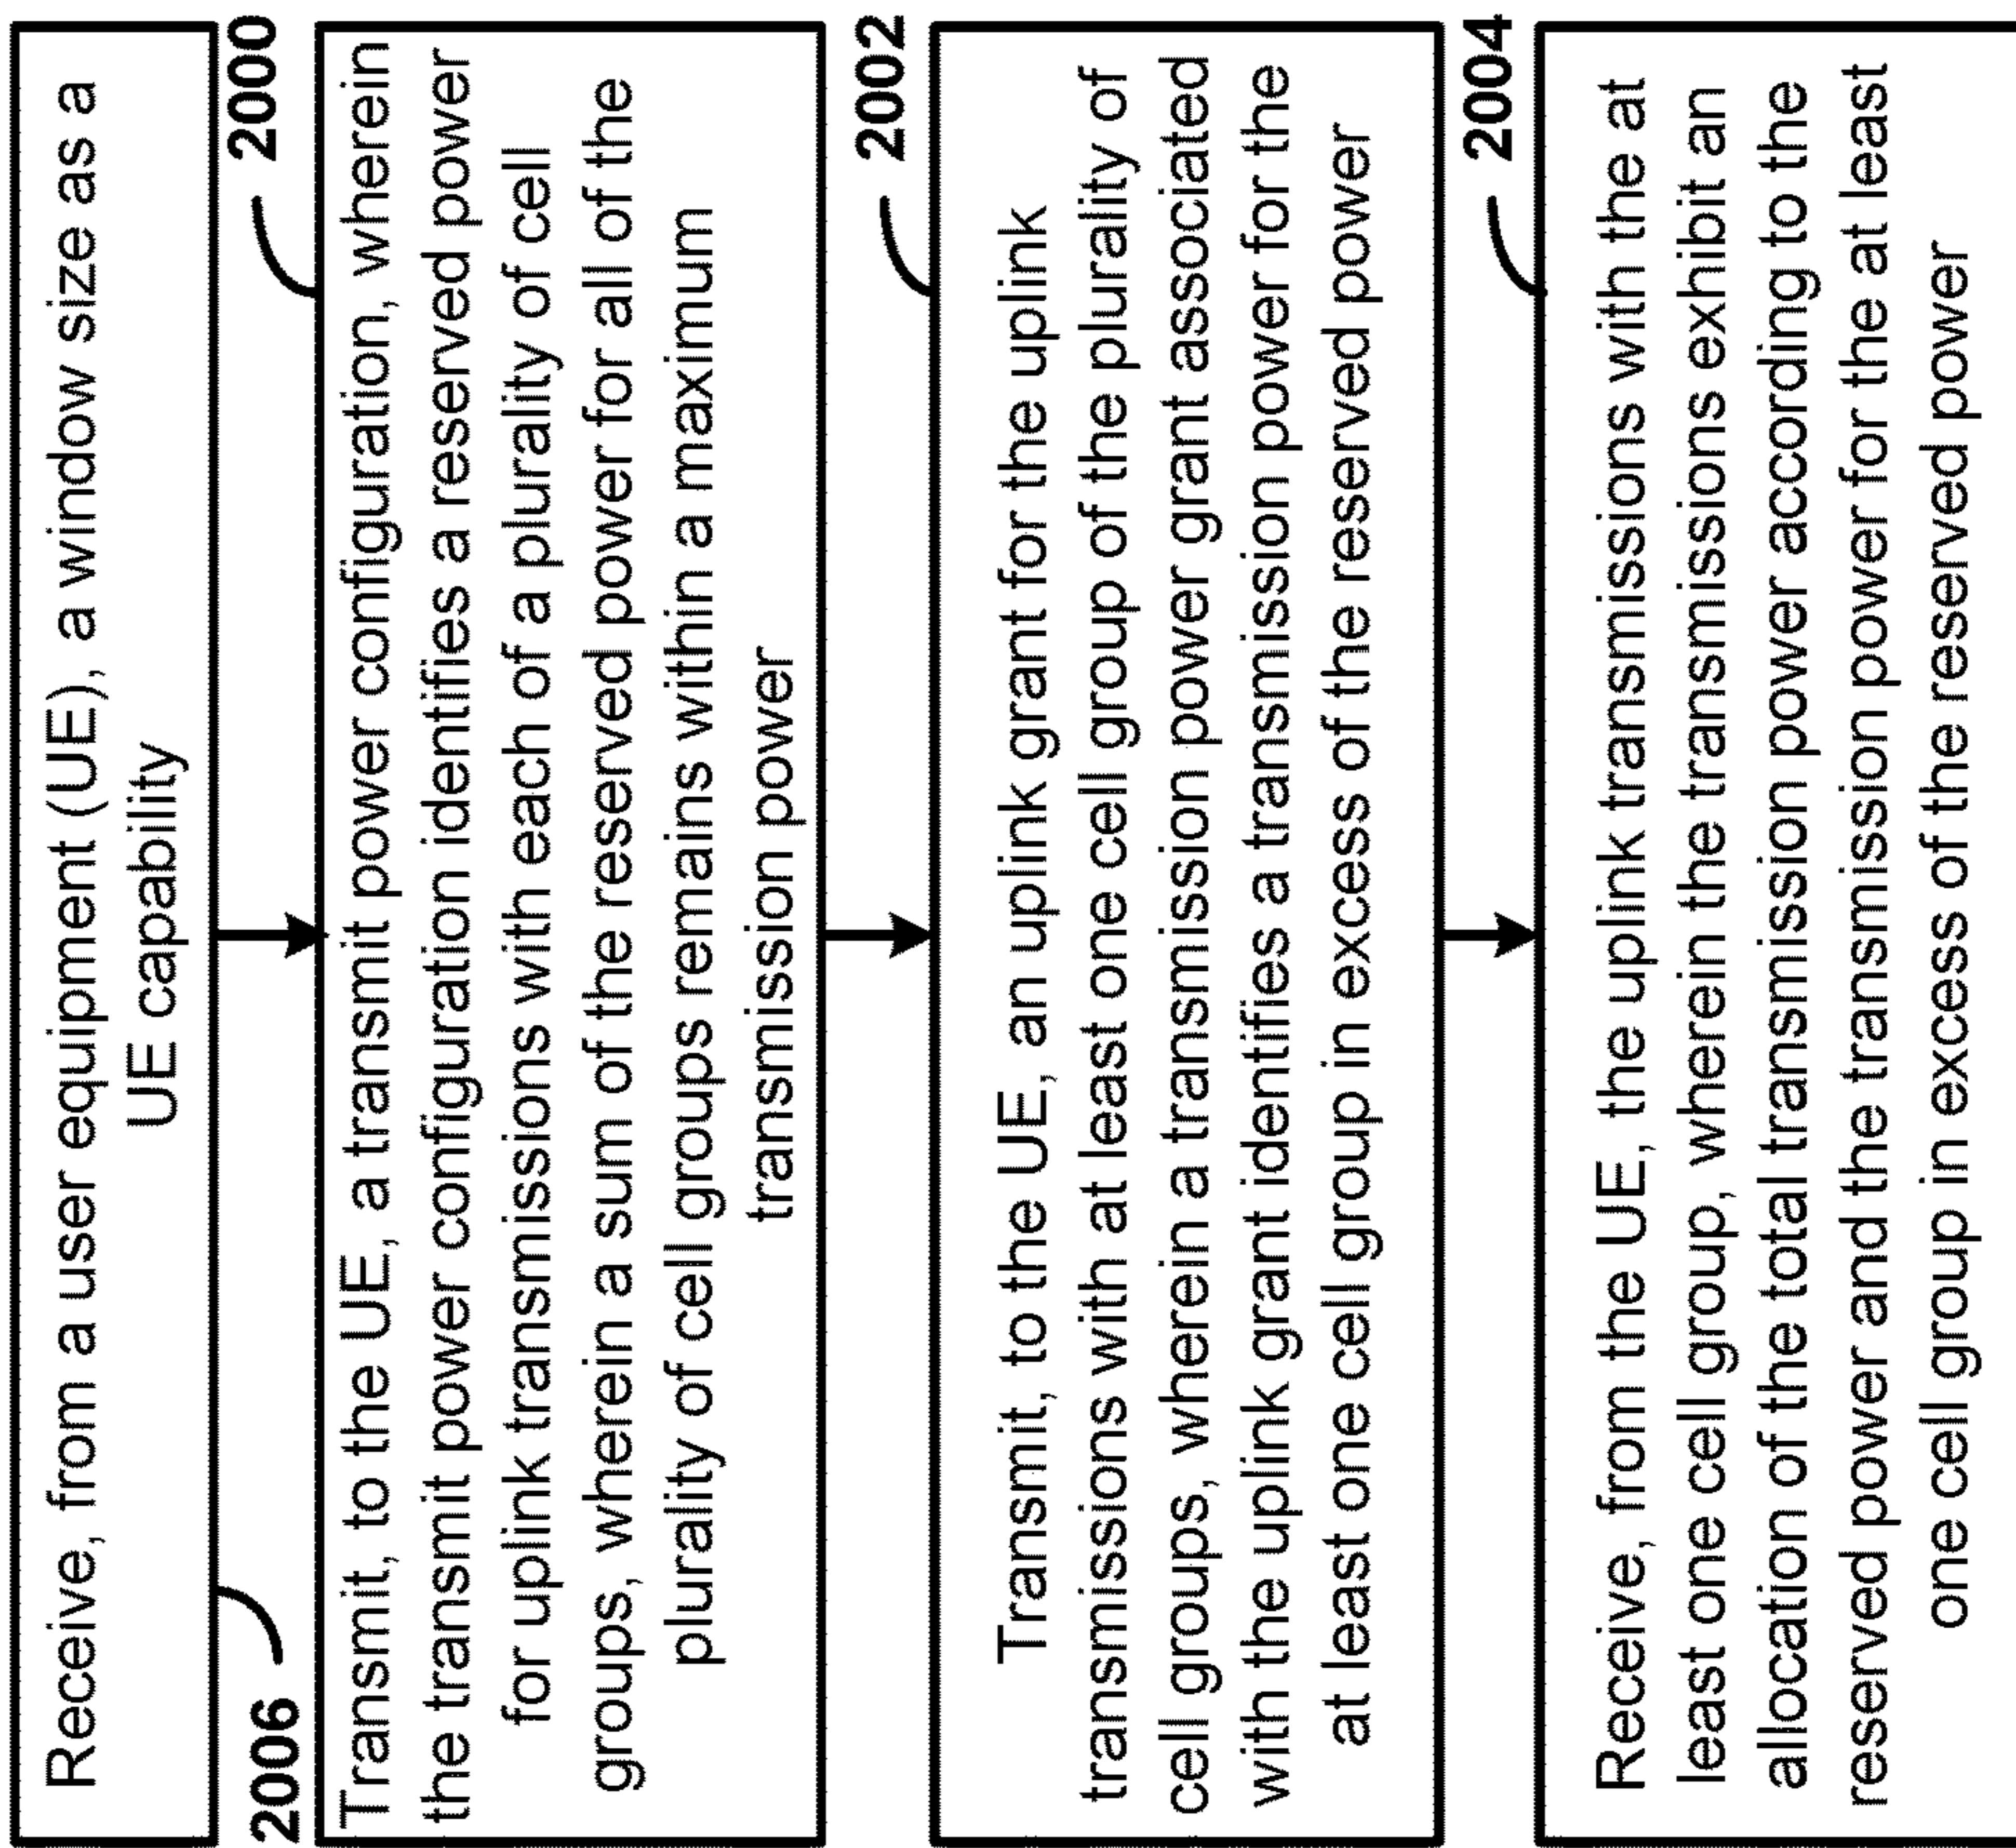 Receive, from a user equipment (UE), a window size as a
UE capability
2006
2000
Transmit, to the UE, a transmit power configuration, wherein
the transmit power configuration identifies a reserved power
for uplink transmissions with each of a plurality of cell
groups, wherein a sum of the reserved power for all of the
plurality of cell groups remains within a maximum
transmission power
2002
Transmit, to the UE, an uplink grant for the uplink
transmissions with at least one cell group of the plurality of
cell groups, wherein a transmission power grant associated
with the uplink grant identifies a transmission power for the
at least one cell group in excess of the reserved power
2004
Receive, from the UE, the uplink transmissions with the at
least one cell group, wherein the transmissions exhibit an
allocation of the total transmission power according to the
reserved power and the transmission power for the at least
one cell group in excess of the reserved power